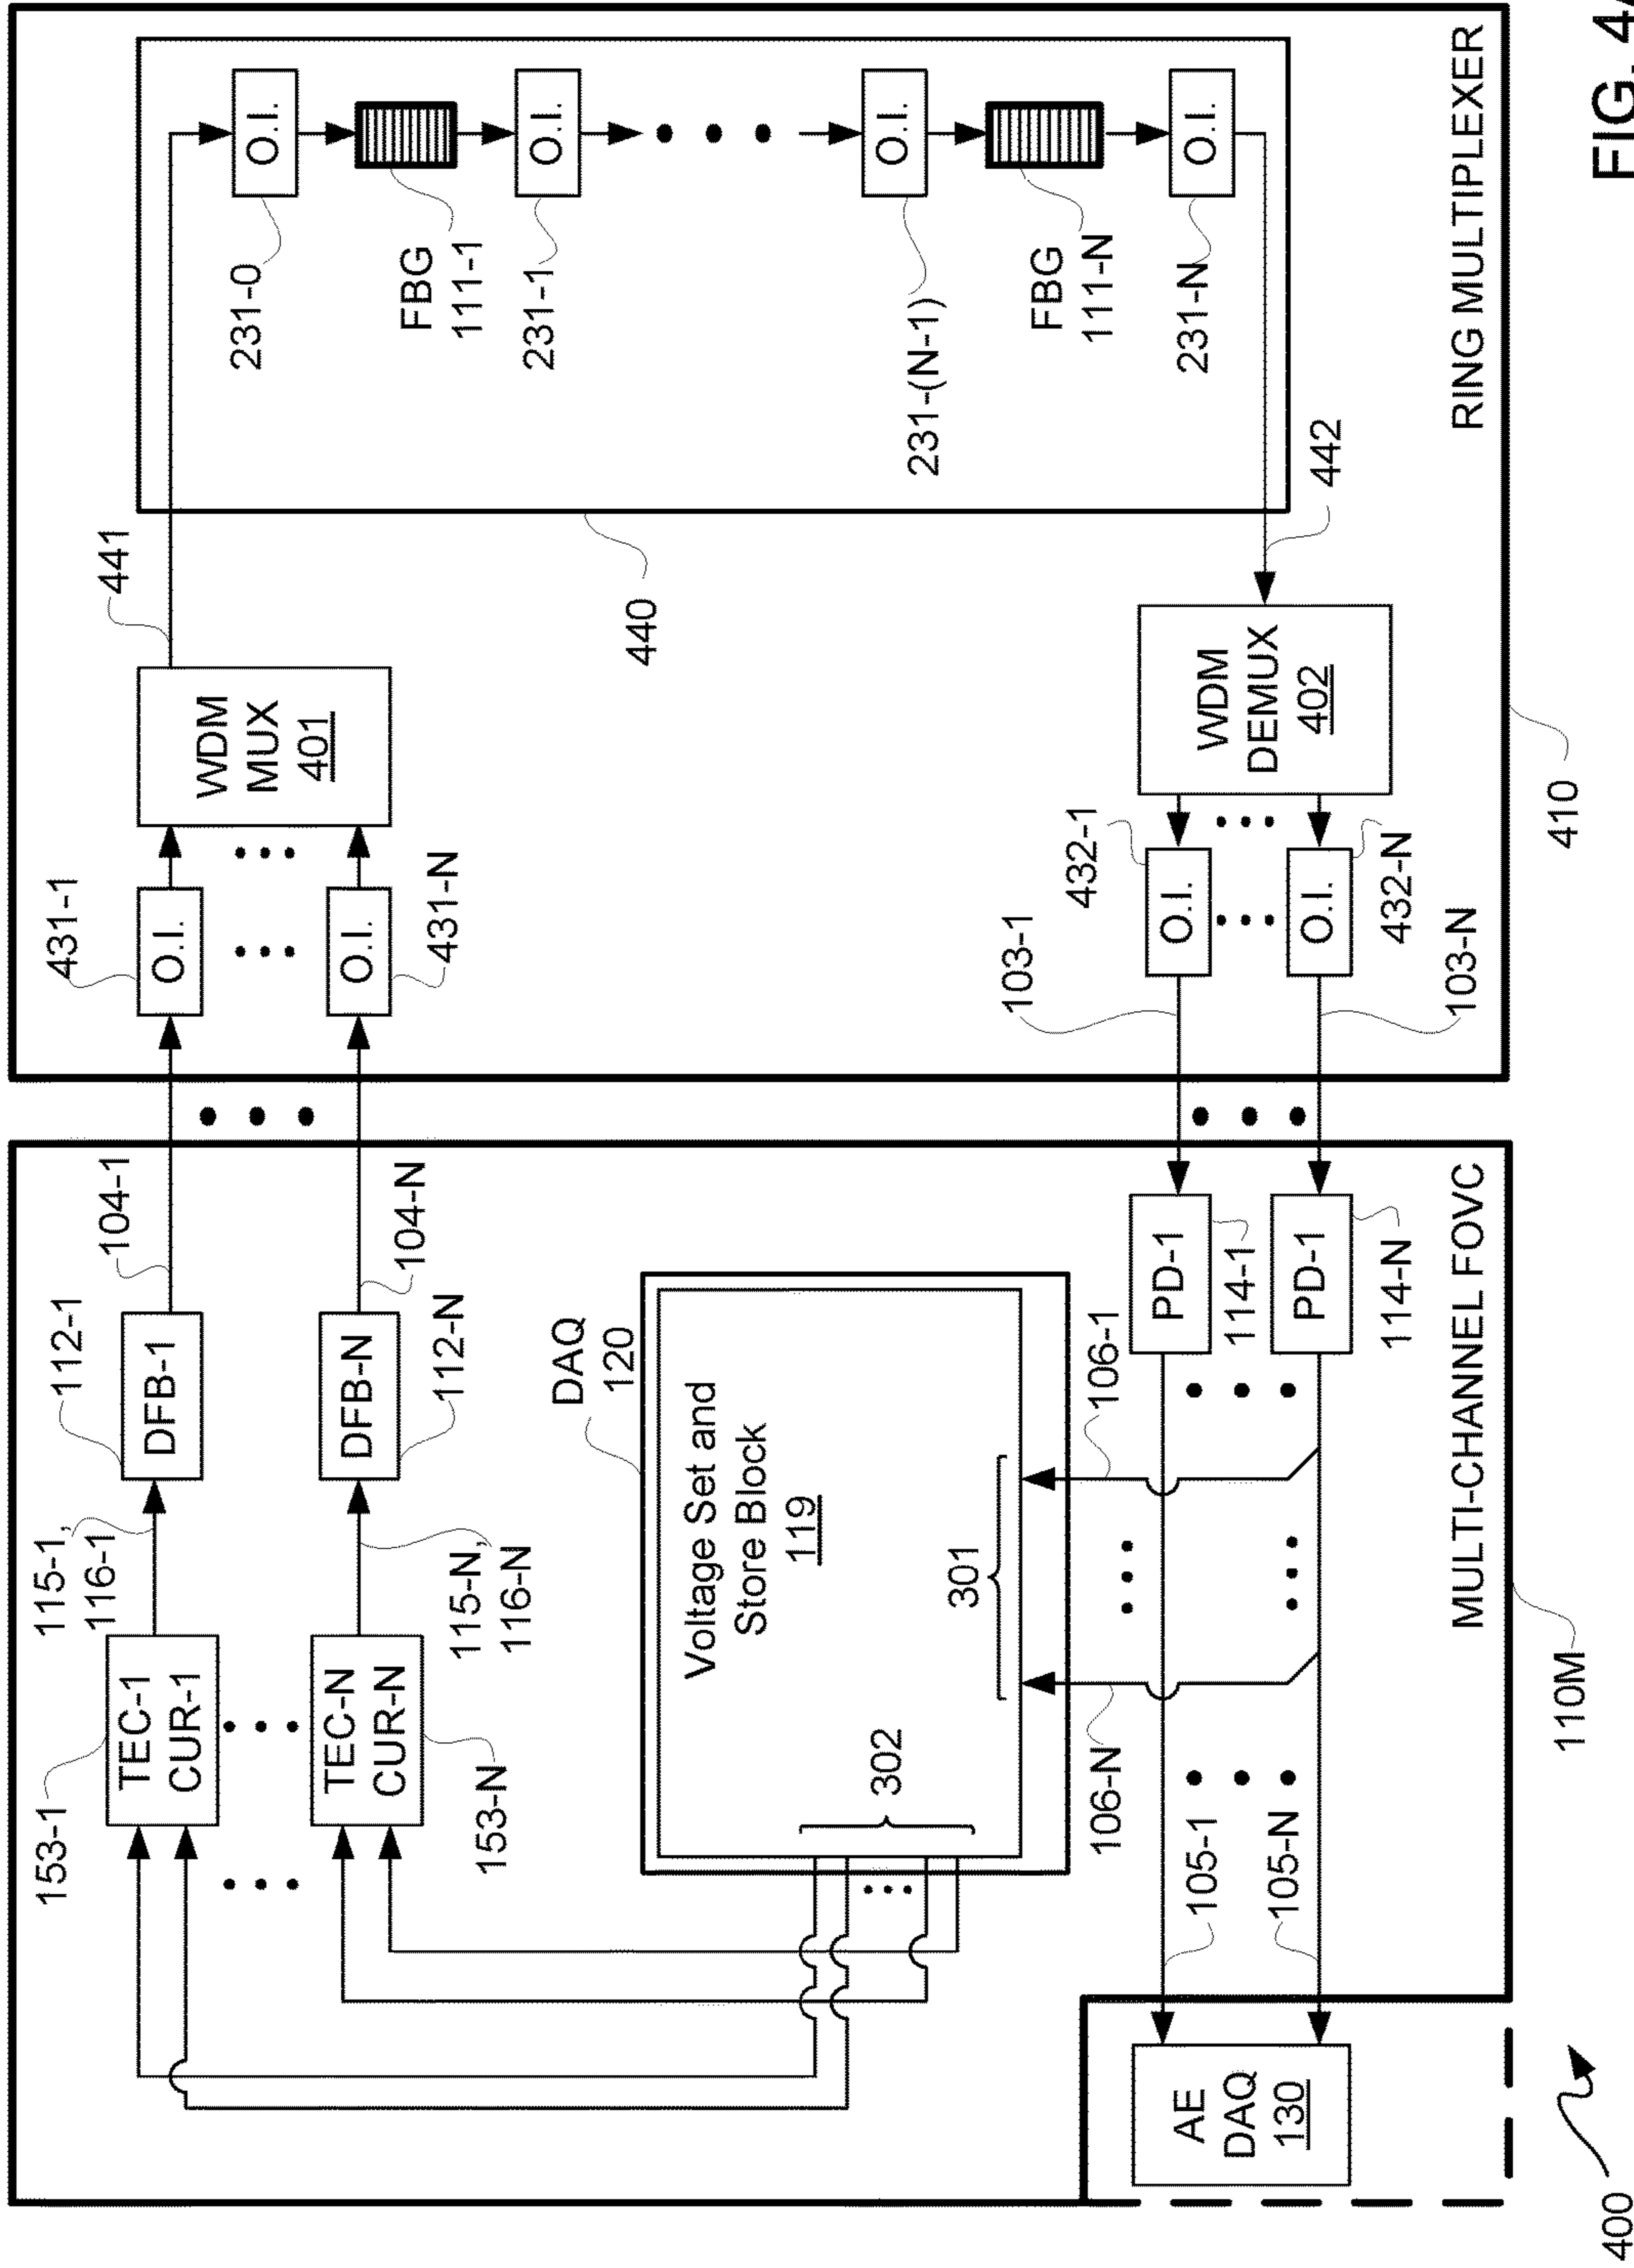 153-1
TEC-1
CUR-1
115-1,
116-1
112-1
DFB-1
104-1
431-1
O.I.
WDM
MUX
401
441
TEC-N
CUR-N
153-N
115-N,
116-N
DFB-N
112-N
104-N
O.I.
431-N
O.I.
231-0
FBG
111-1
O.I.
231-1
440
O.I.
231-(N-1)
FBG
111-N
O.I.
231-N
442
DAQ
120
Voltage Set and
Store Block
119
302
301
106-N
106-1
105-1
105-N
PD-1
114-1
PD-1
114-N
103-1
103-N
O.I.
432-1
O.I.
432-N
WDM
DEMUX
402
AE
DAQ
130
MULTI-CHANNEL FOVC
110M
RING MULTIPLEXER
410
400